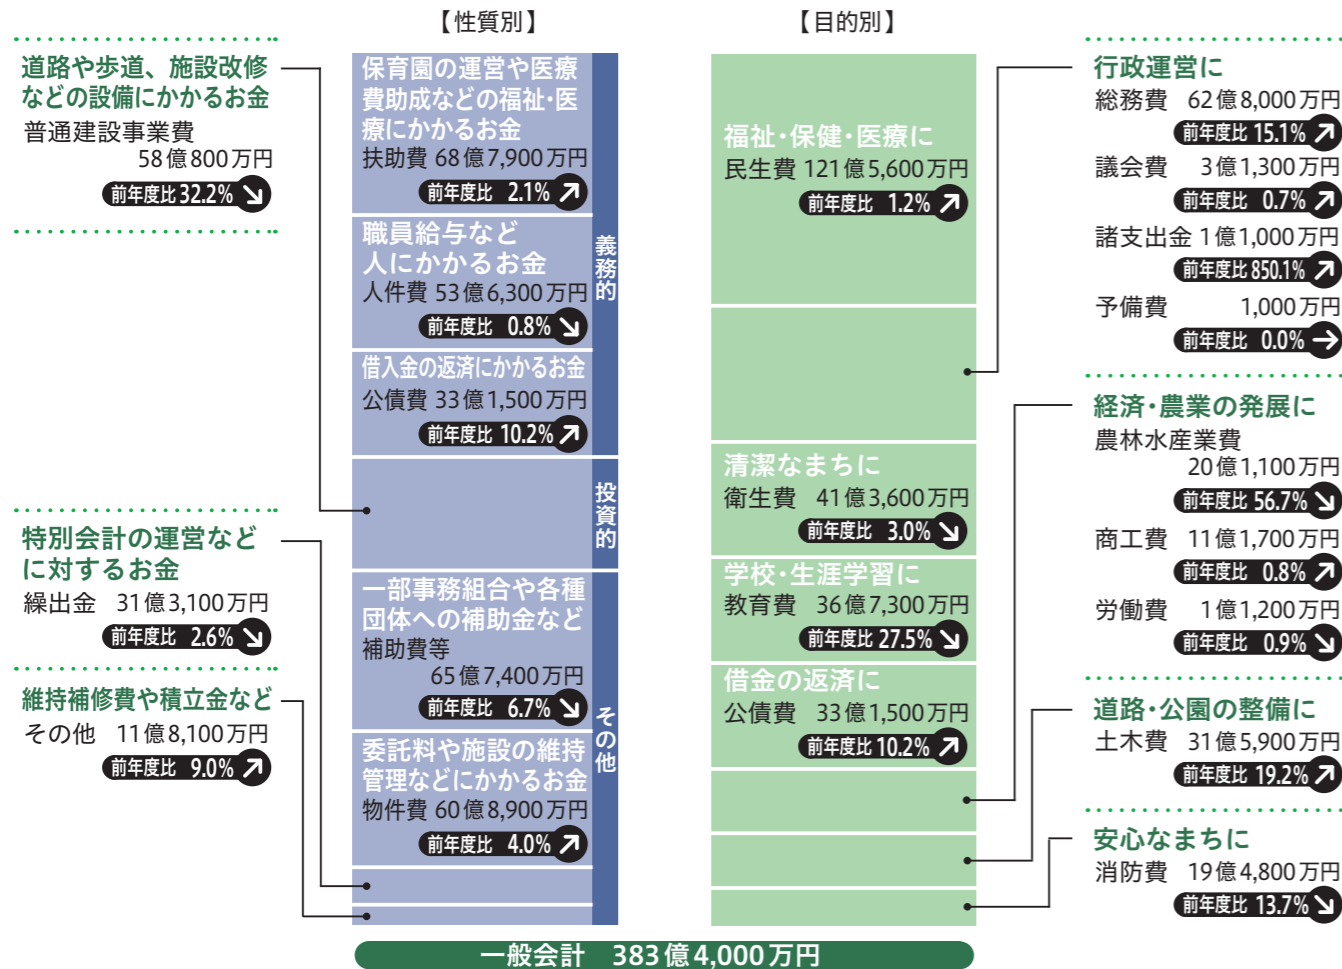 【性質別】
道路や歩道、施設改修
などの設備にかかるお金
普通建設事業費
58億800万円
前年度比32.2%↘
特別会計の運営など
に対するお金
繰出金 31億3,100万円
前年度比 2.6%↘
維持補修費や積立金など
その他 11億8,100万円
前年度比 9.0%↗
保育園の運営や医療
費助成などの福祉・医
療にかかるお金
扶助費 68億7,900万円
前年度比 2.1%↗
職員給与など
人にかかるお金
人件費 53億6,300万円
前年度比 0.8%↘
借入金の返済にかかるお金
公債費 33億1,500万円
前年度比 10.2%↗
一部事務組合や各種
団体への補助金など
補助費等
65億7,400万円
前年度比 6.7%↘
委託料や施設の維持
管理などにかかるお金
物件費 60億8,900万円
前年度比 4.0%↗
義務的
投資的
その他
【目的別】
福祉・保健・医療に
民生費 121億5,600万円
前年度比 1.2%↗
清潔なまちに
衛生費 41億3,600万円
前年度比 3.0%↘
学校・生涯学習に
教育費 36億7,300万円
前年度比 27.5%↘
借金の返済に
公債費 33億1,500万円
前年度比 10.2%↗
行政運営に
総務費 62億8,000万円
前年度比 15.1%↗
議会費 3億1,300万円
前年度比 0.7%↗
諸支出金 1億1,000万円
前年度比 850.1%↗
予備費 1,000万円
前年度比 0.0%→
経済・農業の発展に
農林水産業費
20億1,100万円
前年度比 56.7%↘
商工費 11億1,700万円
前年度比 0.8%↗
労働費 1億1,200万円
前年度比 0.9%↘
道路・公園の整備に
土木費 31億5,900万円
前年度比 19.2%↗
安心なまちに
消防費 19億4,800万円
前年度比 13.7%↘
一般会計 383億4,000万円